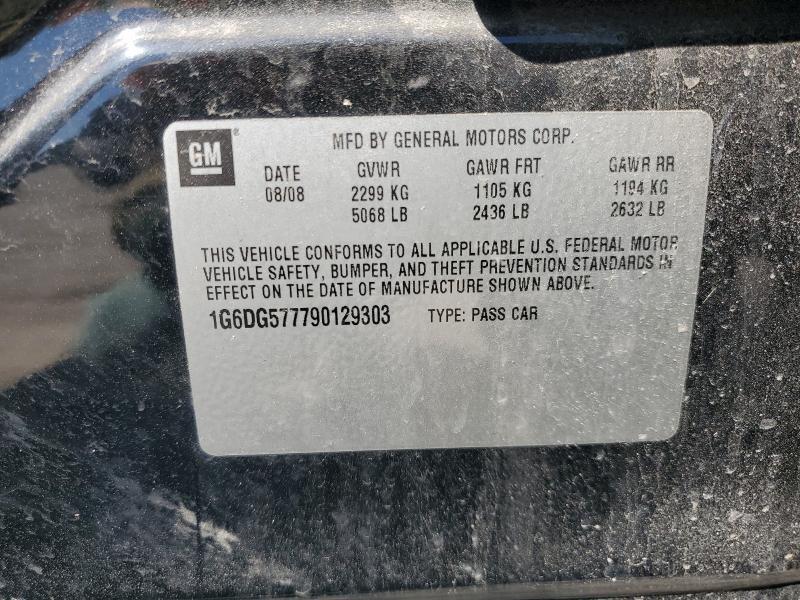 GM®
MFD BY GENERAL MOTORS CORP.
DATE GVWR GAWR FRT GAWR RR
08/08 2299 KG 1105 KG 1194 KG
5068 LB 2436 LB 2632 LB
THIS VEHICLE CONFORMS TO ALL APPLICABLE U.S. FEDERAL MOTOR
VEHICLE SAFETY, BUMPER, AND THEFT PREVENTION STANDARDS IN
EFFECT ON THE DATE OF MANUFACTURE SHOWN ABOVE.
1G6DG577790129303 TYPE: PASS CAR